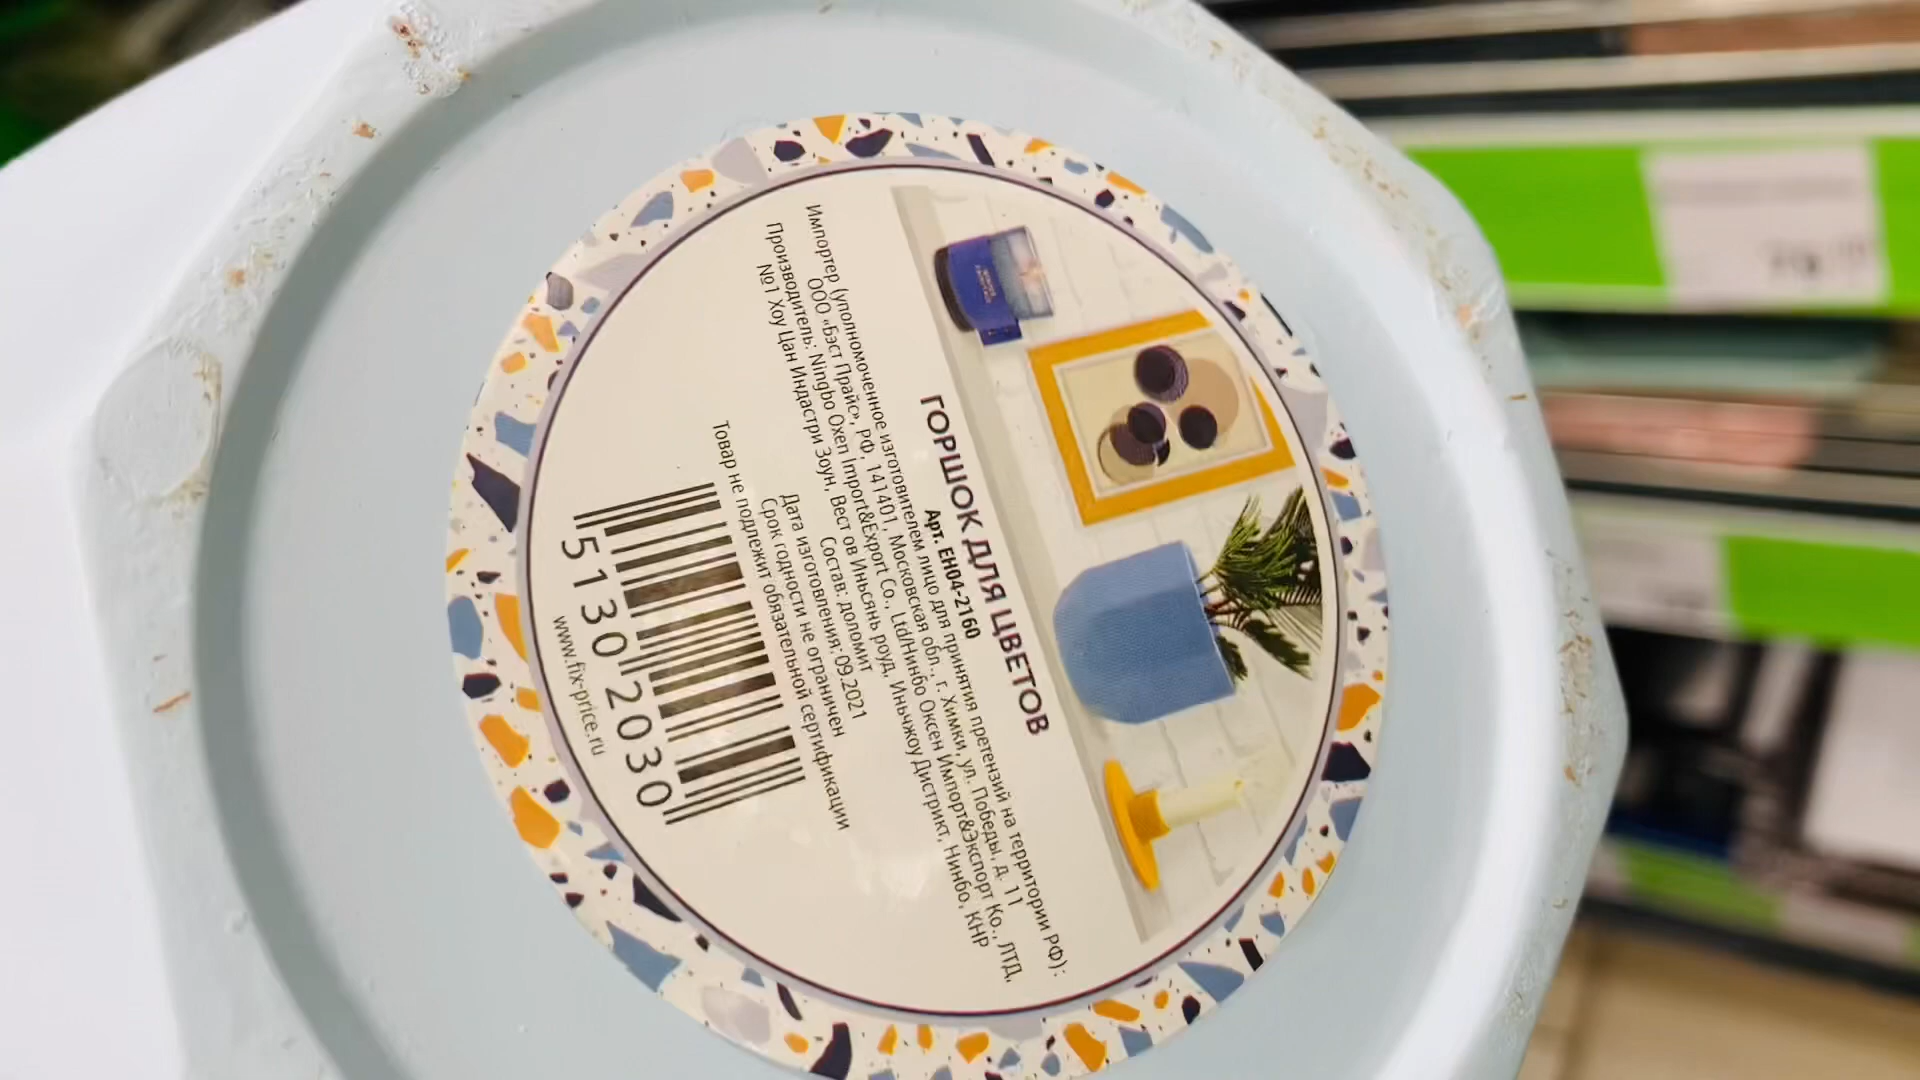 ГОРШОК ДЛЯ ЦВЕТОВ
Арт. EH04-2160
Импортер (уполномоченное изготовителем лицо для принятия претензий на территории РФ):
ООО «Бэст Прайс», РФ, 141401, Московская обл., г. Химки, ул. Победы, д. 11
Производитель: Ningbo Oxen Import&Export Co., Ltd/Нинбо Оксен Импорт&Экспорт Ко., ЛТД,
№1 Хоу Цан Индастри Зоун, Вест ов Иньсянь роуд, Иньчжоу Дистрикт, Нинбо, КНР
Состав: доломит
Дата изготовления: 09.2021
Срок годности не ограничен
Товар не подлежит обязательной сертификации
5130 2030
www.fix-price.ru